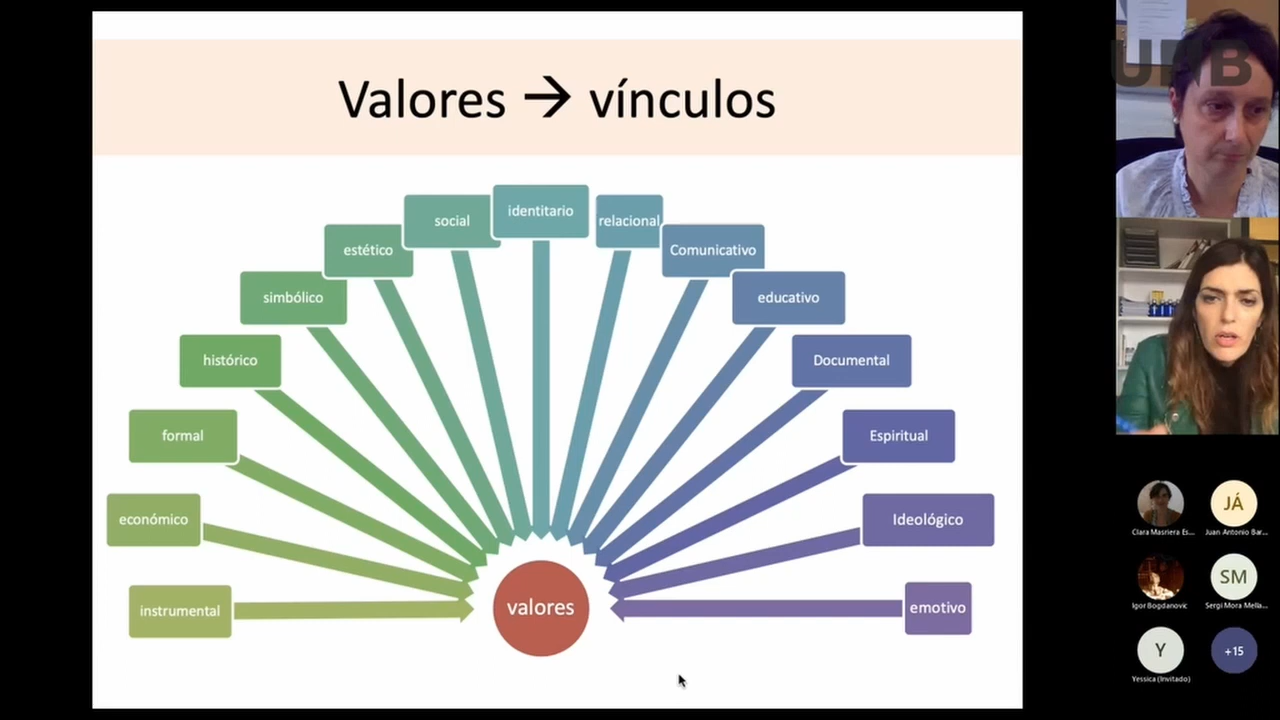 Valores → vínculos
identitario
social
relacional
estético
Comunicativo
simbólico
educativo
histórico
Documental
formal
Espiritual
económico
Ideológico
instrumental
valores
emotivo
JÁ
Clara Masriera Es...
Juan Antonio Bar...
SM
Igor Bogdanovic
Sergi Mora Mella...
Y
+15
Yessica (Invitado)